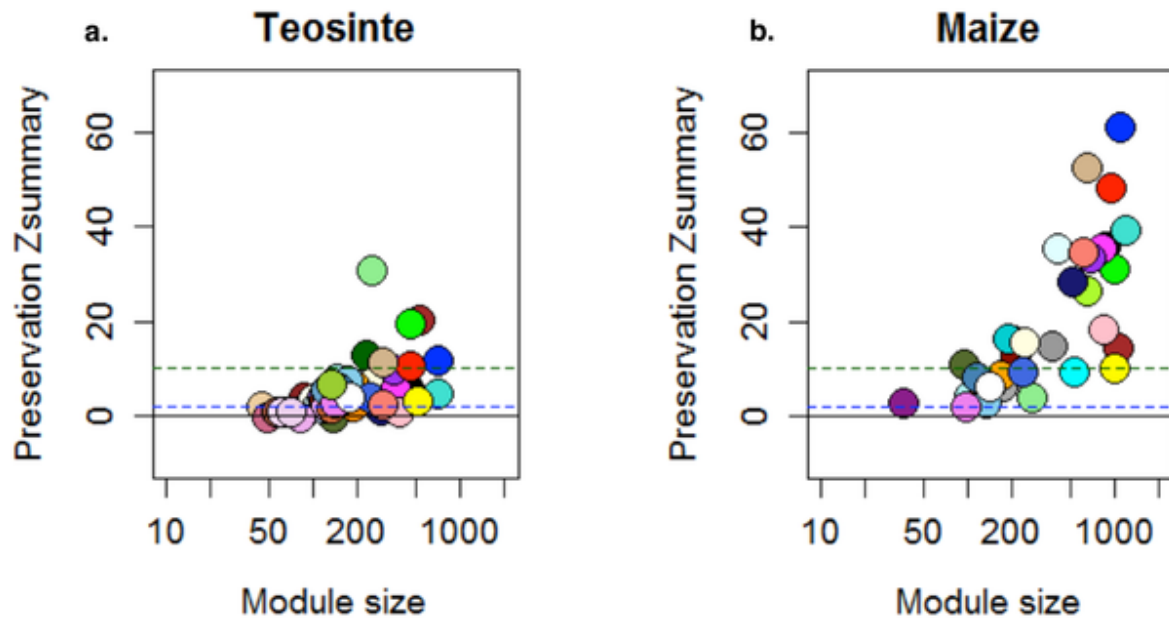 a. Teosinte
Preservation Zsummary
60
40
20
0
10 50 200 1000
Module size
b. Maize
Preservation Zsummary
60
40
20
0
10 50 200 1000
Module size